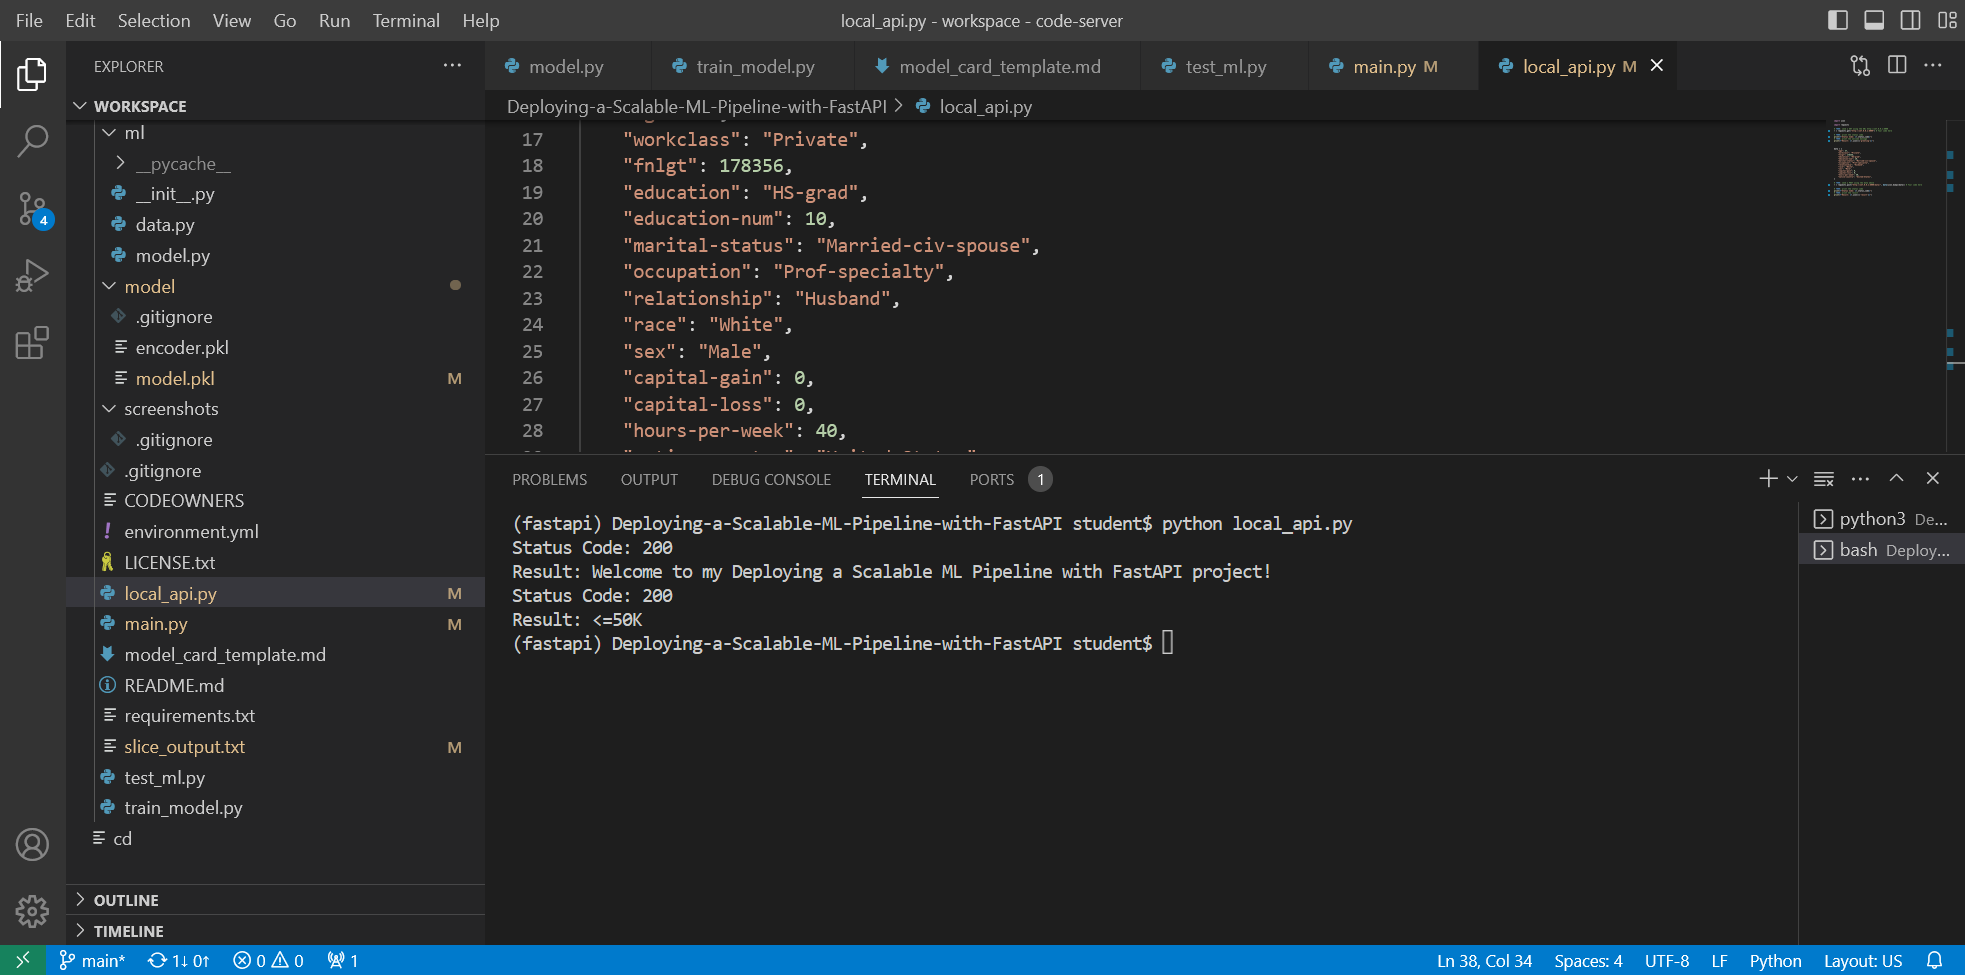 File Edit Selection View Go Run Terminal Help
local_api.py - workspace - code-server
EXPLORER
WORKSPACE
ml
__pycache__
__init__.py
data.py
model.py
model
.gitignore
encoder.pkl
model.pkl M
screenshots
.gitignore
.gitignore
CODEOWNERS
environment.yml
LICENSE.txt
local_api.py M
main.py M
model_card_template.md
README.md
requirements.txt
slice_output.txt M
test_ml.py
train_model.py
cd
OUTLINE
TIMELINE
4
model.py train_model.py model_card_template.md test_ml.py main.py M local_api.py M
Deploying-a-Scalable-ML-Pipeline-with-FastAPI > local_api.py
17 "workclass": "Private",
18 "fnlgt": 178356,
19 "education": "HS-grad",
20 "education-num": 10,
21 "marital-status": "Married-civ-spouse",
22 "occupation": "Prof-specialty",
23 "relationship": "Husband",
24 "race": "White",
25 "sex": "Male",
26 "capital-gain": 0,
27 "capital-loss": 0,
28 "hours-per-week": 40,
PROBLEMS OUTPUT DEBUG CONSOLE TERMINAL PORTS 1
(fastapi) Deploying-a-Scalable-ML-Pipeline-with-FastAPI student$ python local_api.py
Status Code: 200
Result: Welcome to my Deploying a Scalable ML Pipeline with FastAPI project!
Status Code: 200
Result: <=50K
(fastapi) Deploying-a-Scalable-ML-Pipeline-with-FastAPI student$
python3 De...
bash Deploy...
main* 1↓ 0↑ 0 0 1
Ln 38, Col 34 Spaces: 4 UTF-8 LF Python Layout: US